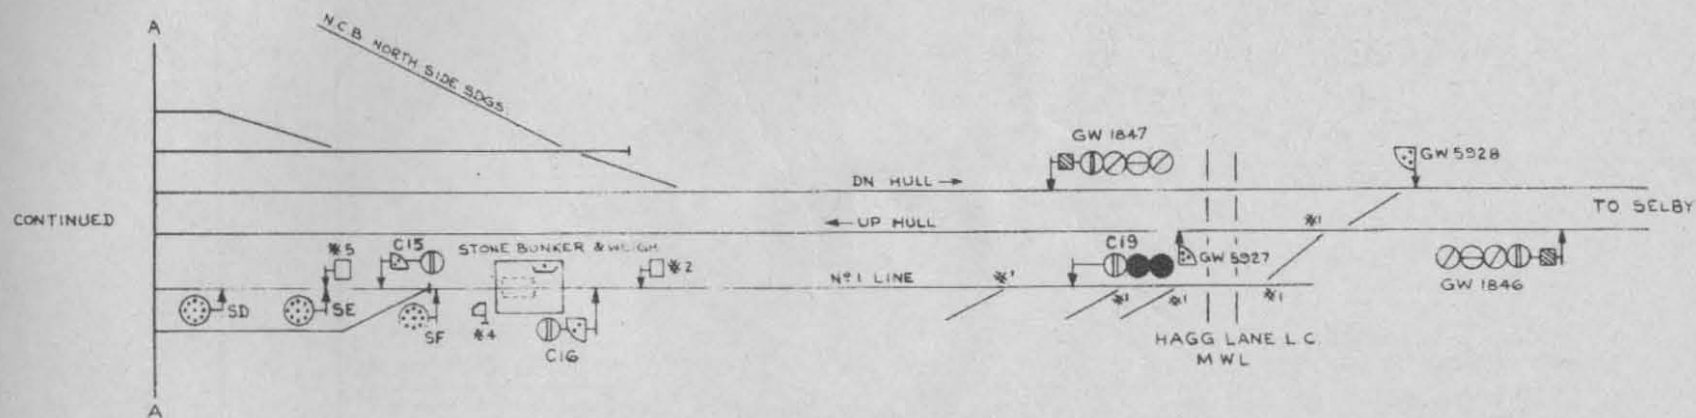 A
N.C.B. NORTH SIDE SDGS.
GW 1847
GW 5928
DN HULL →
CONTINUED
← UP HULL
*1
TO SELBY
*5
C15
STONE BUNKER & WEIGH
*2
C19
GW 5927
GW 1846
No 1 LINE
*1
SD
SE
SF
*4
C16
*1
*1
*1
HAGG LANE L.C.
M W L
A